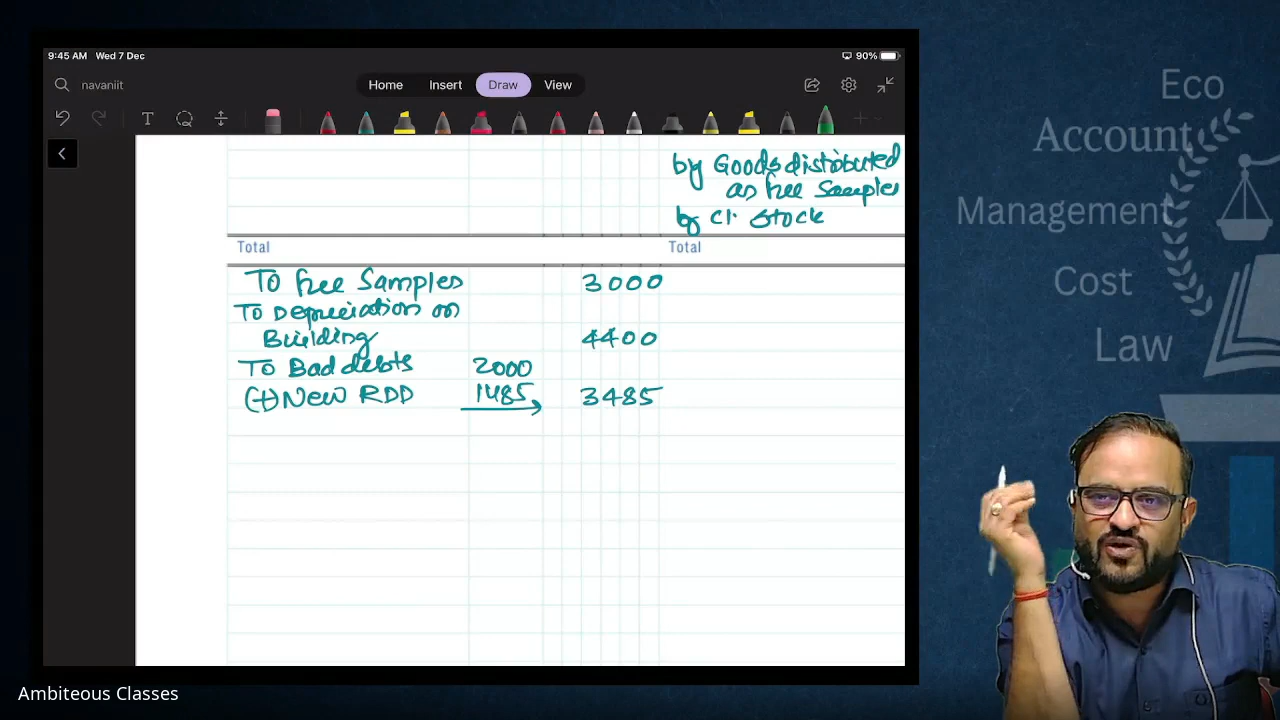 9:45 AM Wed 7 Dec
90%
navaniit
Home Insert Draw View
by Goods distributed
as free Samples
by Cl. Stock
Total Total
To free Samples 3000
To Depreciation on
Building 4400
To Bad debts 2000
(+) New RDD 1485 3485
Eco
Account
Management
Cost
Law
Ambiteous Classes